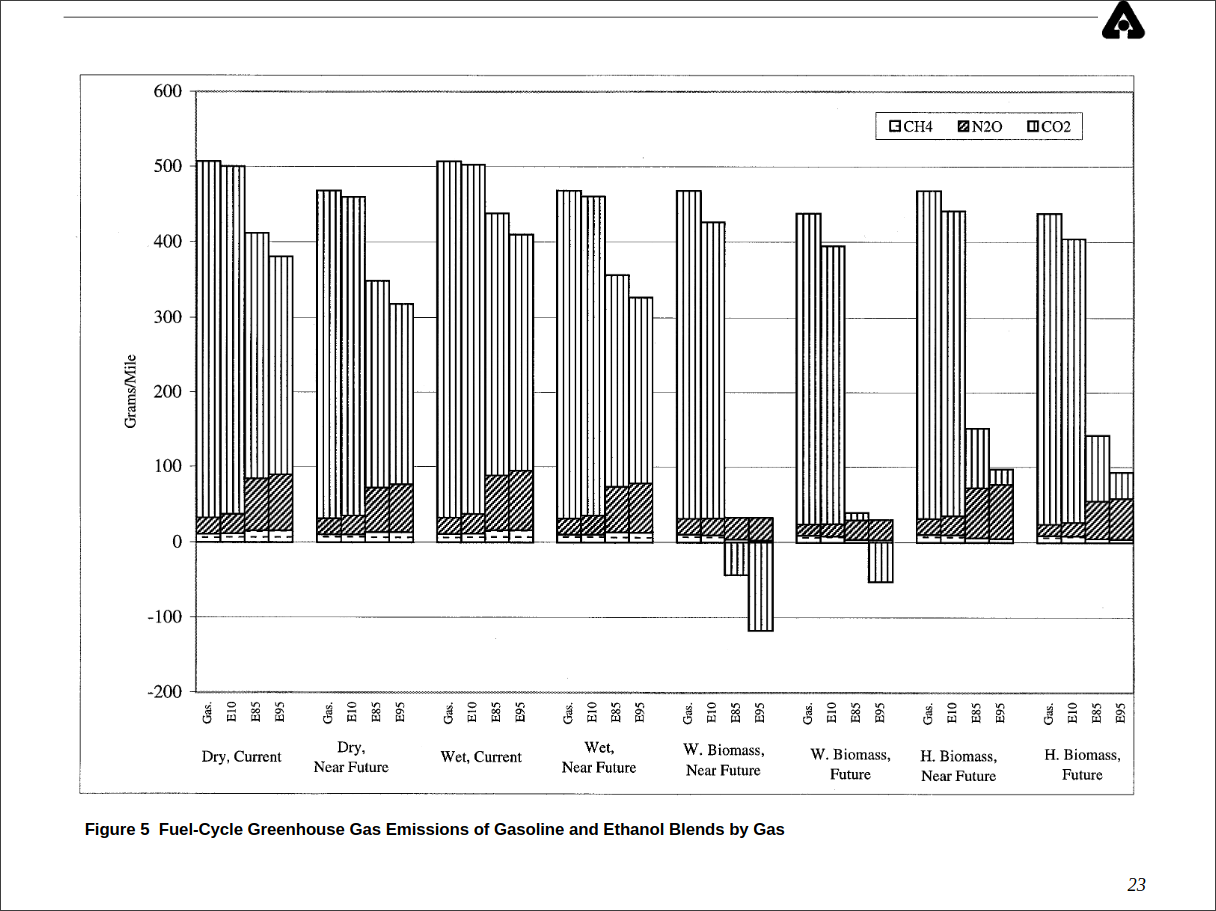 600
CH4 N2O CO2
500
400
300
Grams/Mile
200
100
0
-100
-200
Gas. E10 E85 E95 Gas. E10 E85 E95 Gas. E10 E85 E95 Gas. E10 E85 E95 Gas. E10 E85 E95 Gas. E10 E85 E95 Gas. E10 E85 E95 Gas. E10 E85 E95
Dry, Current
Dry,
Near Future
Wet, Current
Wet,
Near Future
W. Biomass,
Near Future
W. Biomass,
Future
H. Biomass,
Near Future
H. Biomass,
Future
Figure 5 Fuel-Cycle Greenhouse Gas Emissions of Gasoline and Ethanol Blends by Gas
23